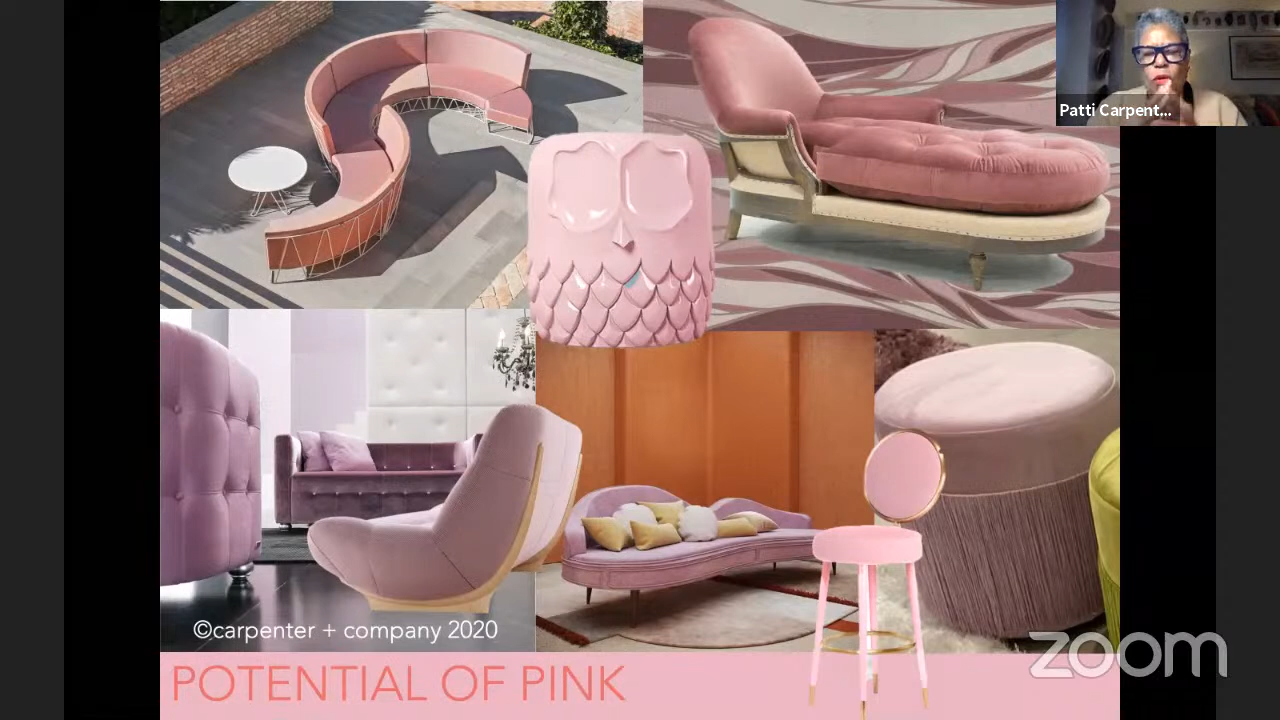 Patti Carpent...
©carpenter + company 2020
zoom
POTENTIAL OF PINK